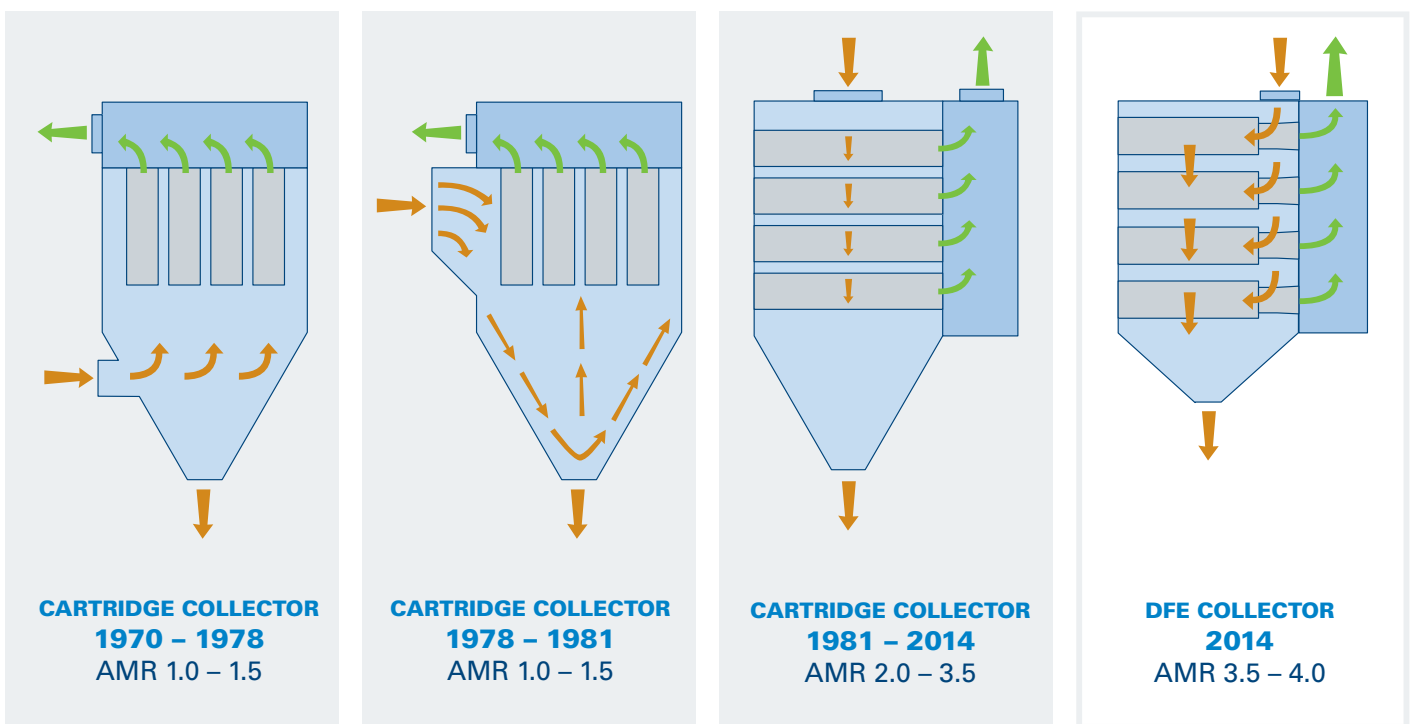 CARTRIDGE COLLECTOR
1970 – 1978
AMR 1.0 – 1.5
CARTRIDGE COLLECTOR
1978 – 1981
AMR 1.0 – 1.5
CARTRIDGE COLLECTOR
1981 – 2014
AMR 2.0 – 3.5
DFE COLLECTOR
2014
AMR 3.5 – 4.0